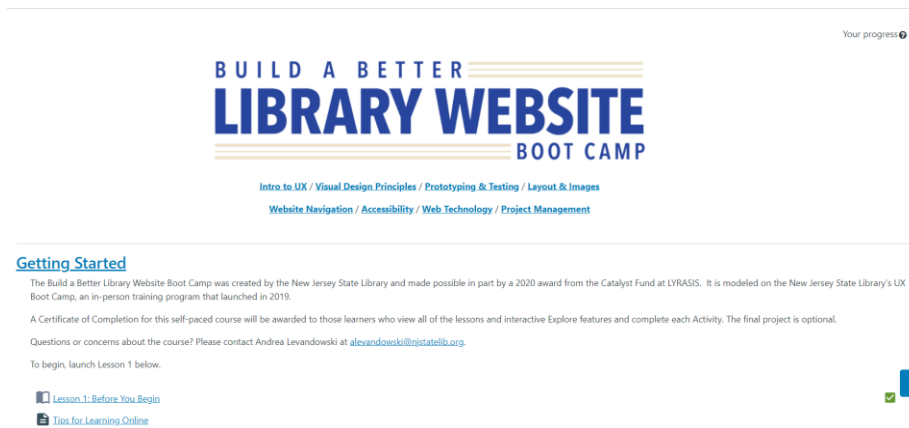 Your progress
BUILD A BETTER
LIBRARY WEBSITE
BOOT CAMP
Intro to UX / Visual Design Principles / Prototyping & Testing / Layout & Images
Website Navigation / Accessibility / Web Technology / Project Management
Getting Started
The Build a Better Library Website Boot Camp was created by the New Jersey State Library and made possible in part by a 2020 award from the Catalyst Fund at LYRASIS.  It is modeled on the New Jersey State Library's UX
Boot Camp, an in-person training program that launched in 2019.
A Certificate of Completion for this self-paced course will be awarded to those learners who view all of the lessons and interactive Explore features and complete each Activity. The final project is optional.
Questions or concerns about the course? Please contact Andrea Levandowski at alevandowski@njstatelib.org.
To begin, launch Lesson 1 below.
Lesson 1: Before You Begin
Tips for Learning Online